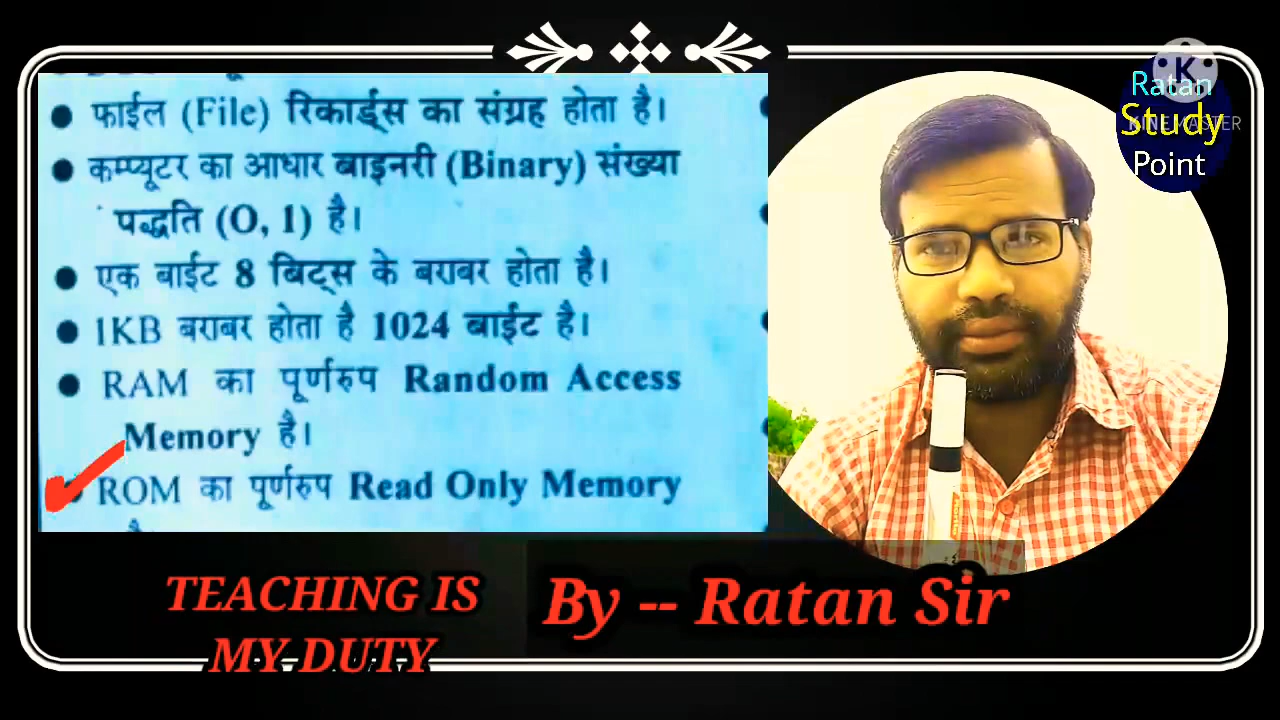 ● फाईल (File) रिकार्ड्स का संग्रह होता है।
● कम्प्यूटर का आधार बाइनरी (Binary) संख्या
पद्धति (O, 1) है।
● एक बाईट 8 बिट्स के बराबर होता है।
● 1KB बराबर होता है 1024 बाईट है।
● RAM का पूर्णरुप Random Access
Memory है।
ROM का पूर्णरुप Read Only Memory
K
Ratan
KINEMASTER
Study
Point
TEACHING IS
MY DUTY
By -- Ratan Sir